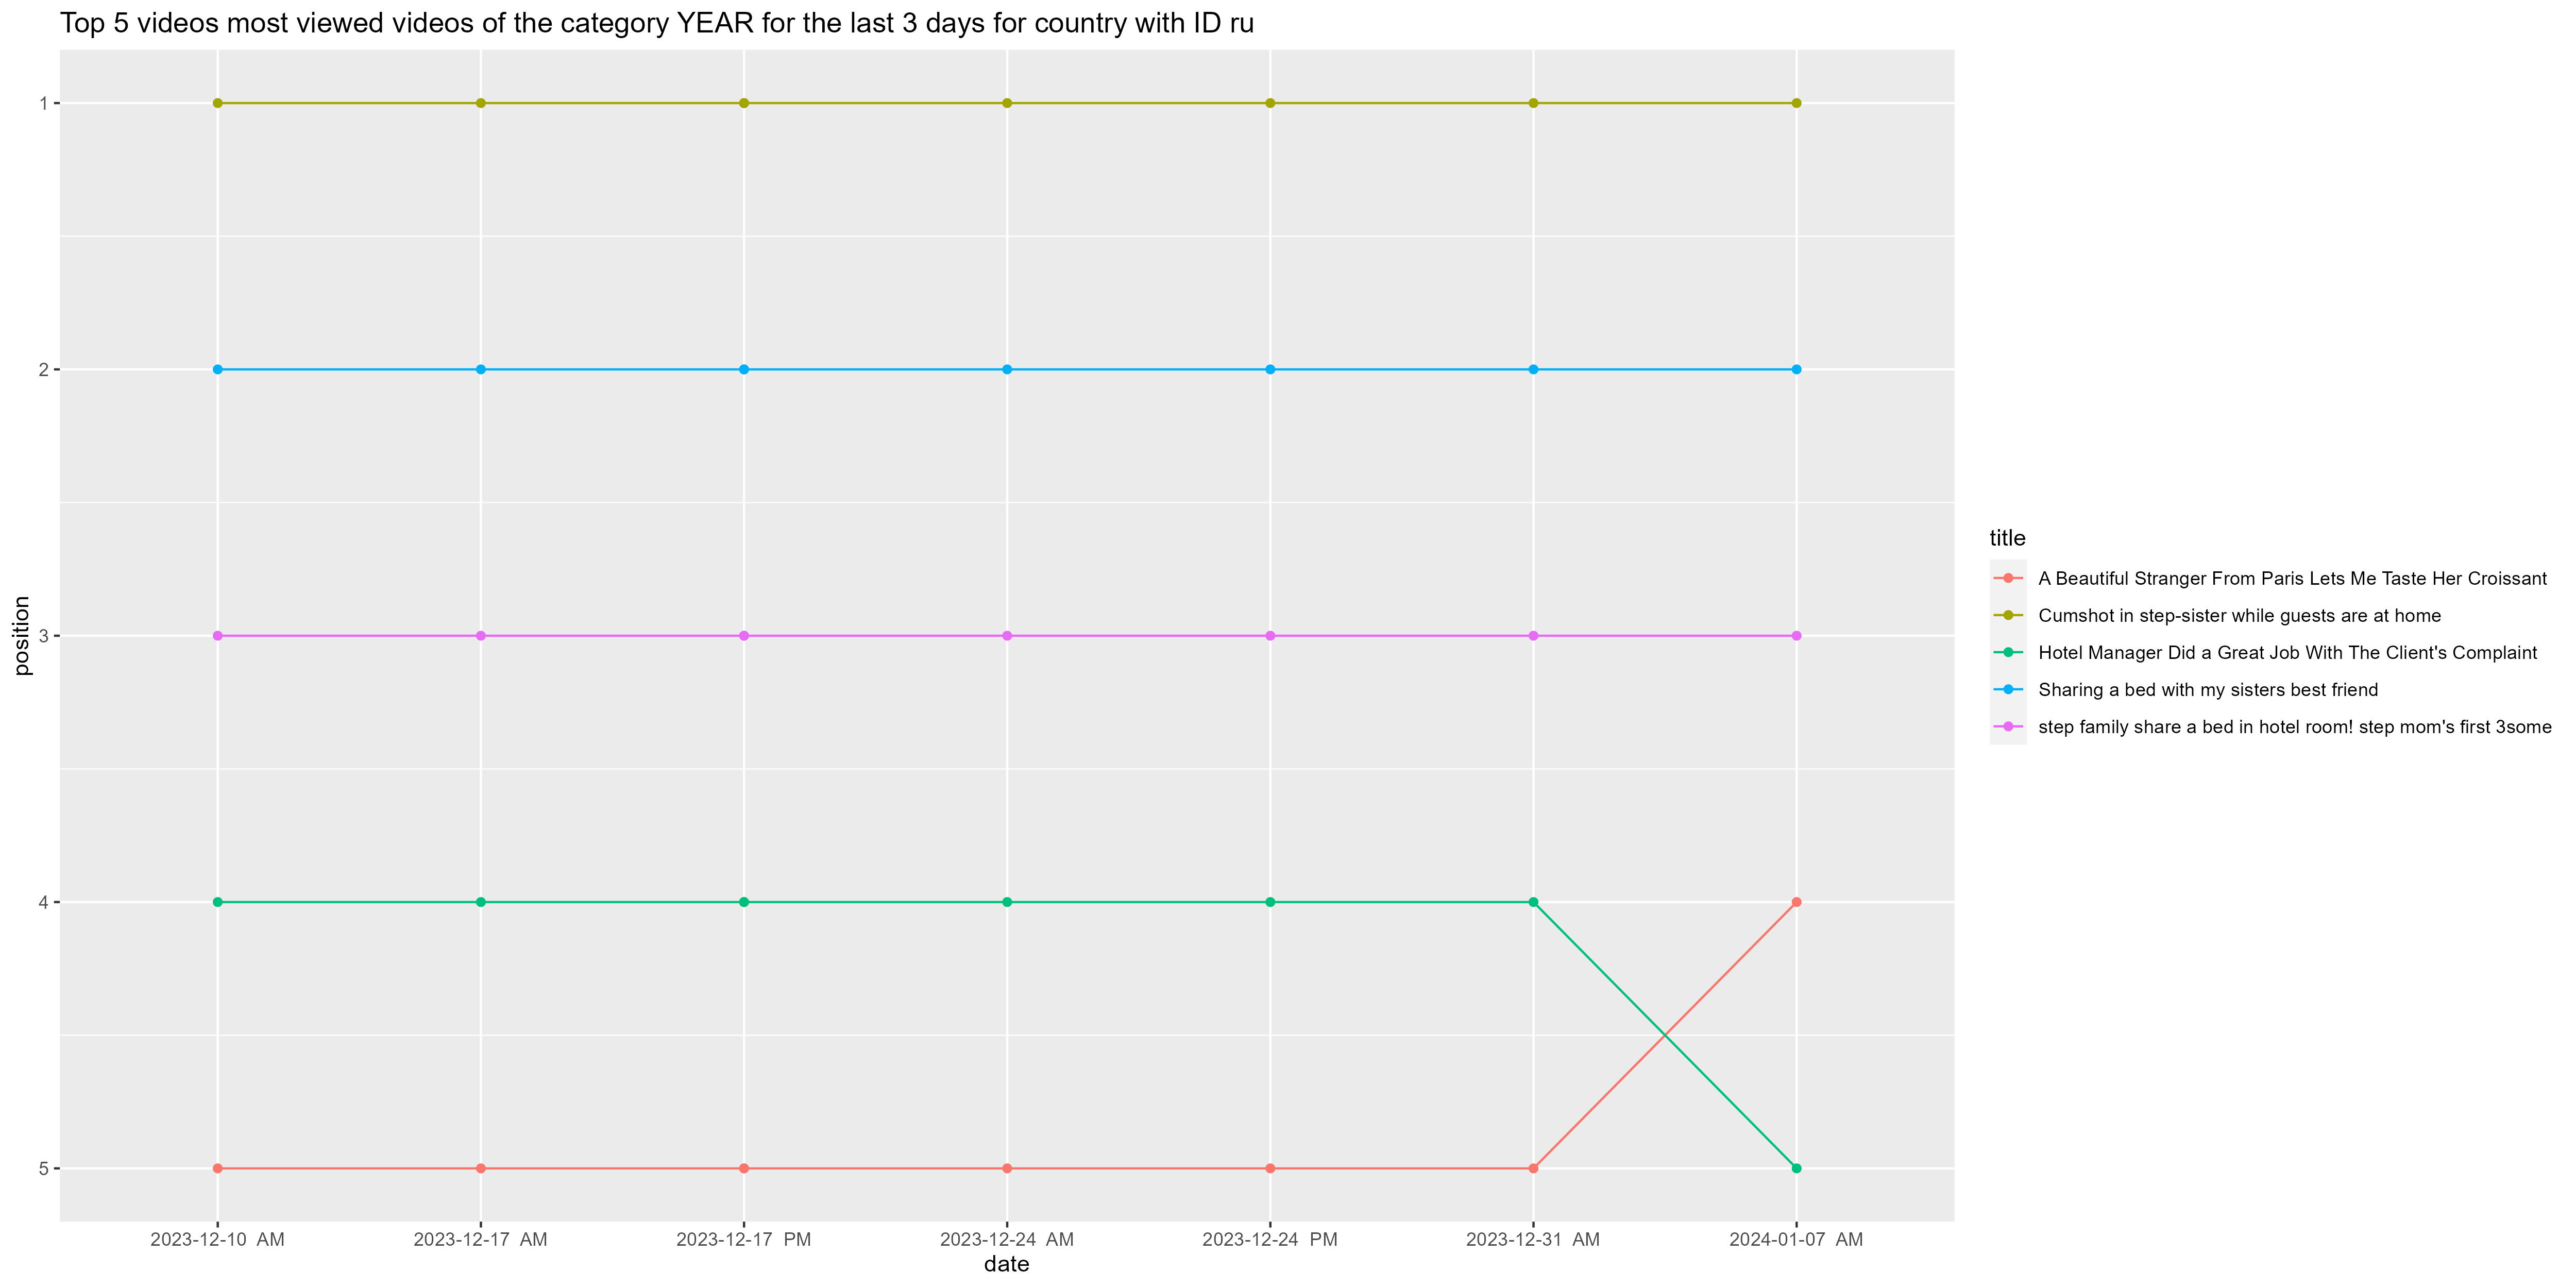 Top 5 videos most viewed videos of the category YEAR for the last 3 days for country with ID ru
position
1
2
3
4
5
2023-12-10 AM
2023-12-17 AM
2023-12-17 PM
2023-12-24 AM
2023-12-24 PM
2023-12-31 AM
2024-01-07 AM
date
title
A Beautiful Stranger From Paris Lets Me Taste Her Croissant
Cumshot in step-sister while guests are at home
Hotel Manager Did a Great Job With The Client's Complaint
Sharing a bed with my sisters best friend
step family share a bed in hotel room! step mom's first 3some